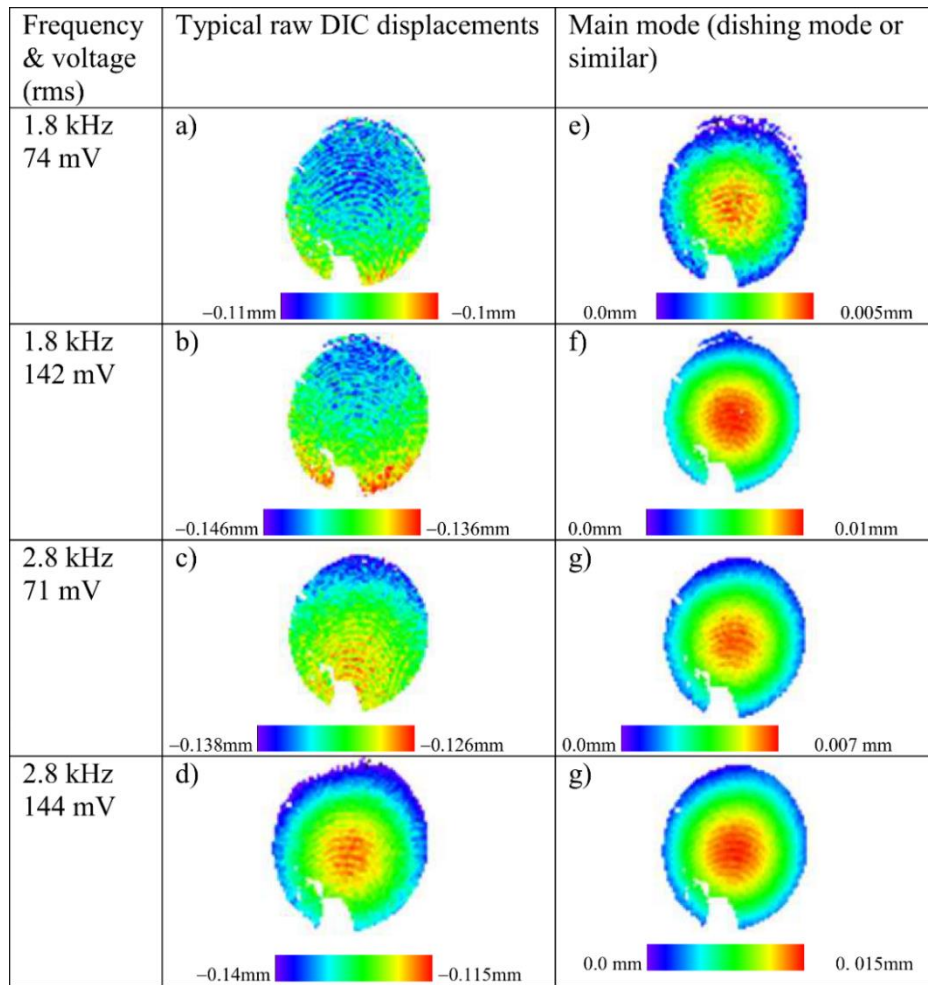 Frequency & voltage (rms)
Typical raw DIC displacements
Main mode (dishing mode or similar)
1.8 kHz
74 mV
a)
−0.11mm
−0.1mm
e)
0.0mm
0.005mm
1.8 kHz
142 mV
b)
−0.146mm
−0.136mm
f)
0.0mm
0.01mm
2.8 kHz
71 mV
c)
−0.138mm
−0.126mm
g)
0.0mm
0.007 mm
2.8 kHz
144 mV
d)
−0.14mm
−0.115mm
g)
0.0 mm
0. 015mm